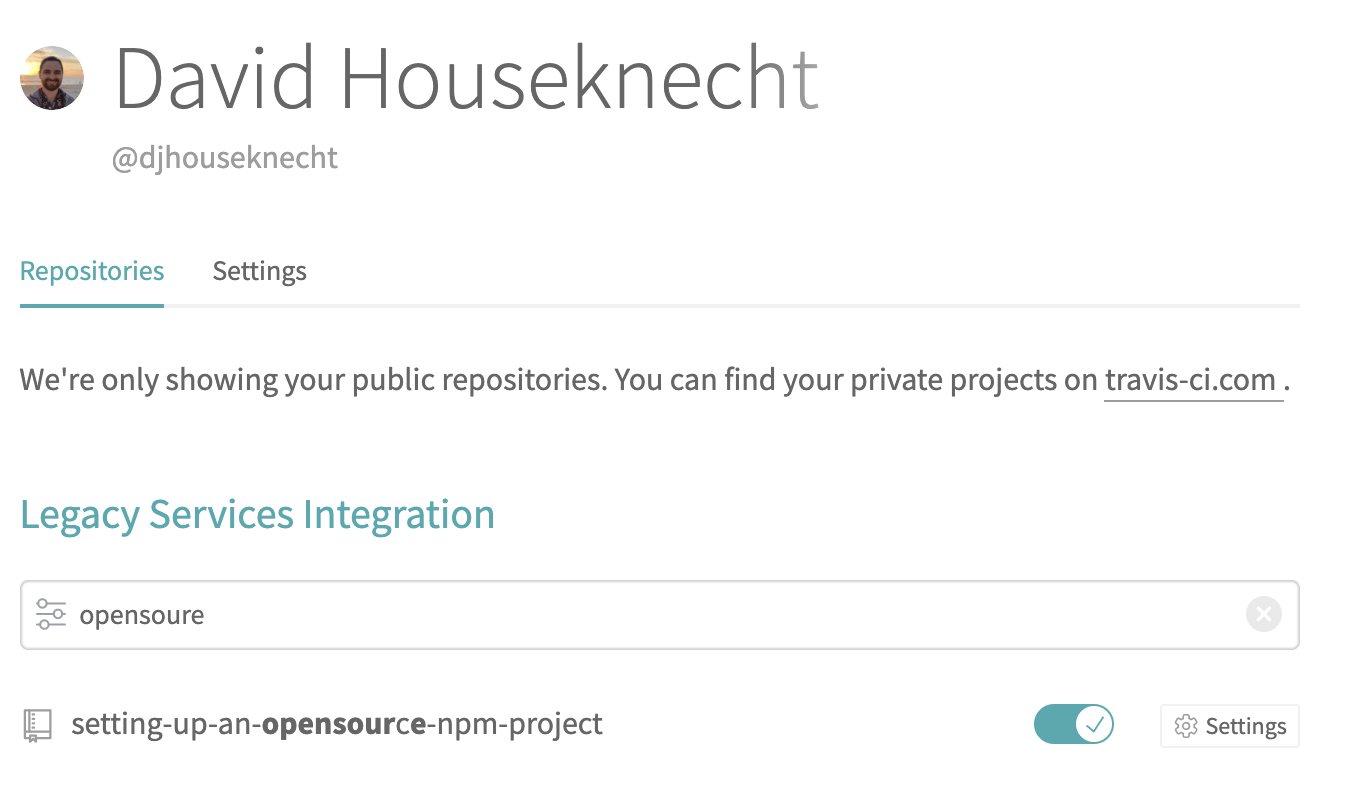 David Houseknecht
@djhouseknecht
Repositories Settings
We're only showing your public repositories. You can find your private projects on travis-ci.com .
Legacy Services Integration
opensoure
setting-up-an-opensource-npm-project Settings